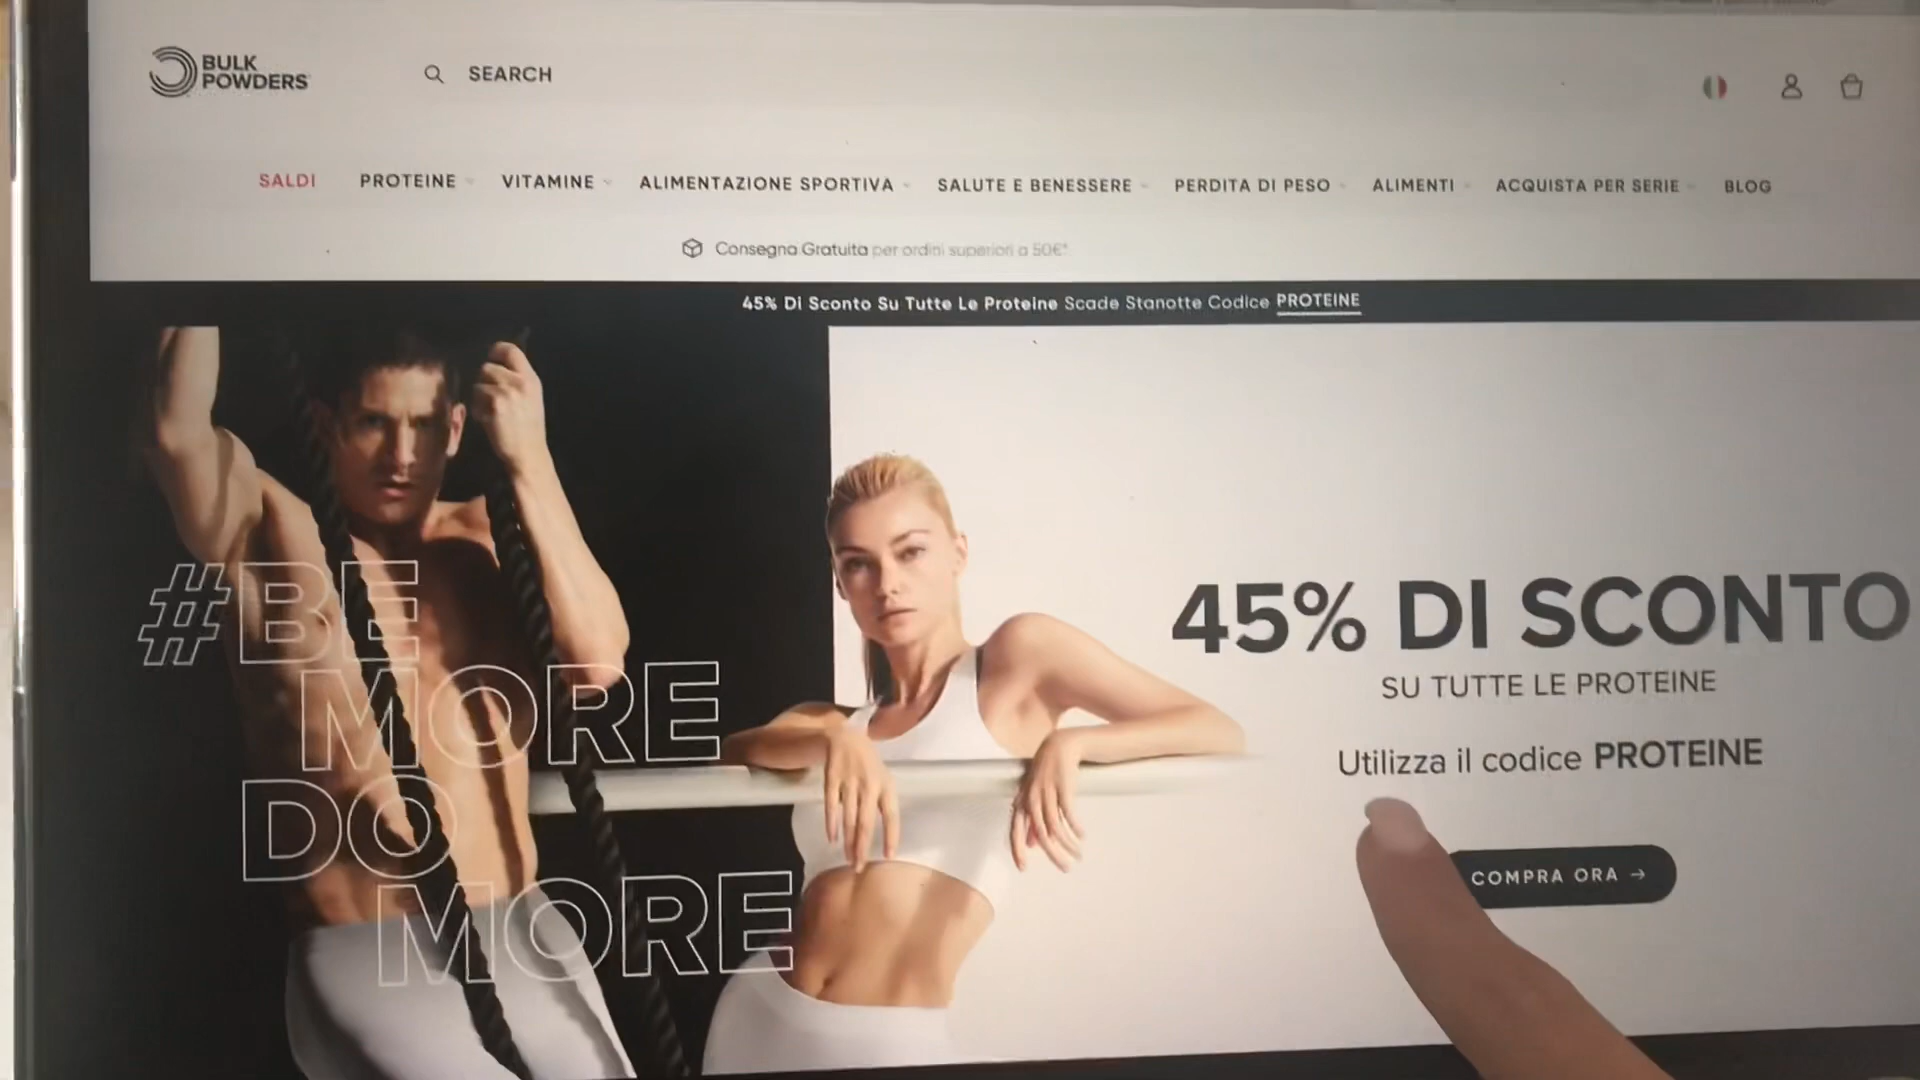 BULK
POWDERS
SEARCH
SALDI PROTEINE VITAMINE ALIMENTAZIONE SPORTIVA SALUTE E BENESSERE PERDITA DI PESO ALIMENTI ACQUISTA PER SERIE BLOG
Consegna Gratuita per ordini superiori a 50€*
45% Di Sconto Su Tutte Le Proteine Scade Stanotte Codice PROTEINE
#BE
MORE
DO
MORE
45% DI SCONTO
SU TUTTE LE PROTEINE
Utilizza il codice PROTEINE
COMPRA ORA →